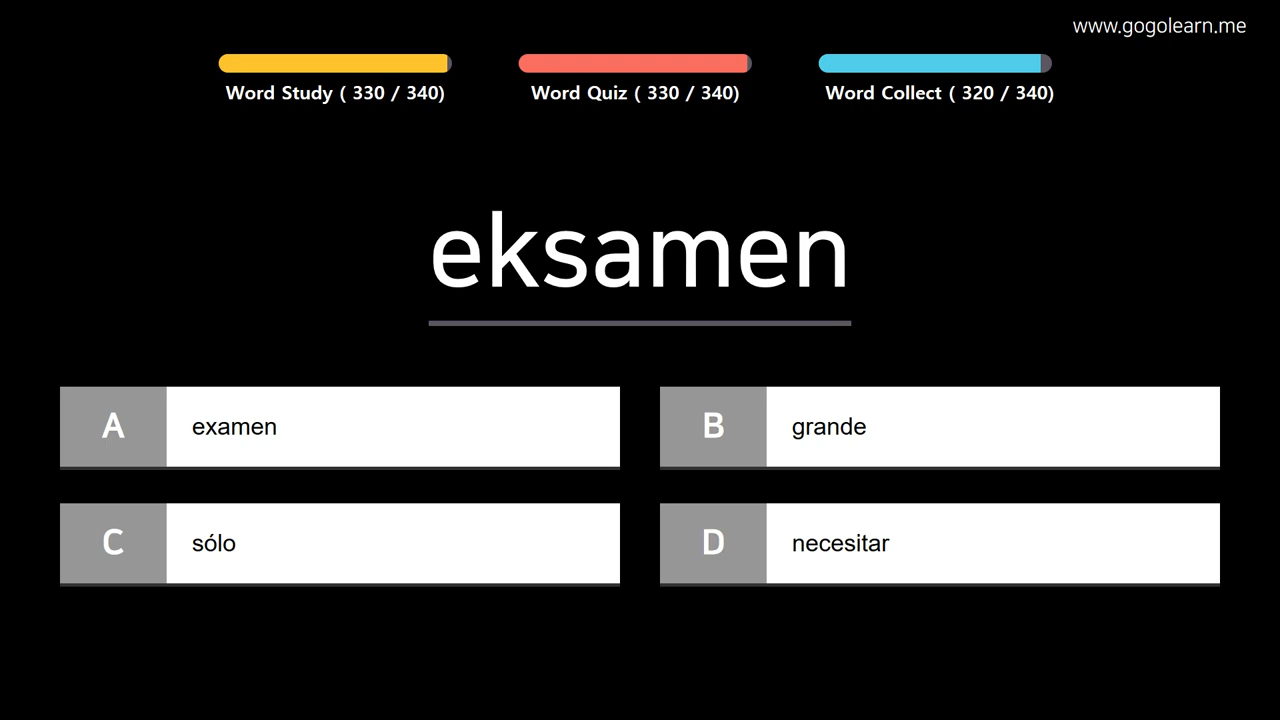 www.gogolearn.me
Word Study ( 330 / 340)
Word Quiz ( 330 / 340)
Word Collect ( 320 / 340)
eksamen
A examen
B grande
C sólo
D necesitar